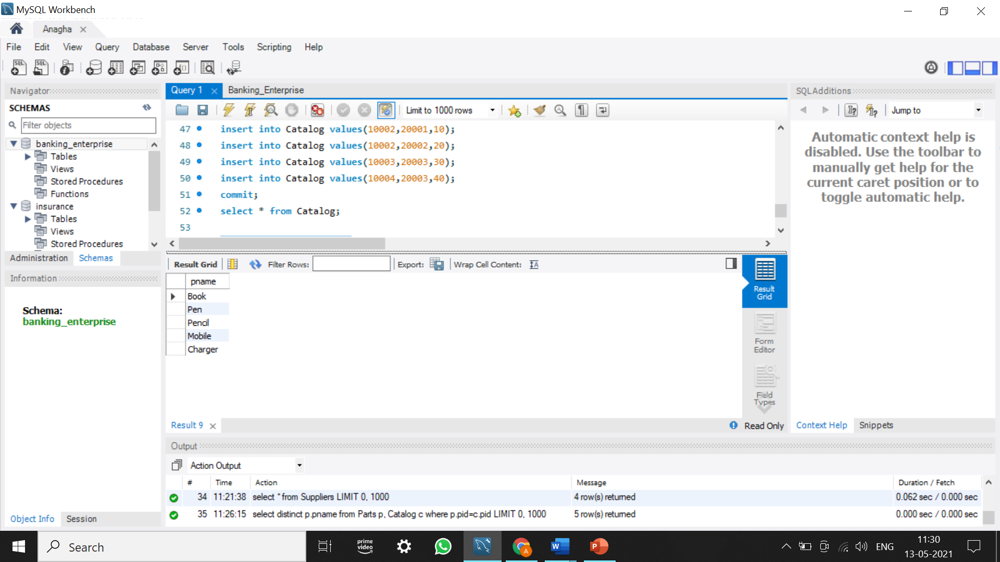 MySQL Workbench
Anagha
File Edit View Query Database Server Tools Scripting Help
Navigator
SCHEMAS
Filter objects
banking_enterprise
Tables
Views
Stored Procedures
Functions
insurance
Tables
Views
Stored Procedures
Administration Schemas
Information
Schema:
banking_enterprise
Object Info Session
Query 1 Banking_Enterprise
Limit to 1000 rows
47 insert into Catalog values(10002,20001,10);
48 insert into Catalog values(10002,20002,20);
49 insert into Catalog values(10003,20003,30);
50 insert into Catalog values(10004,20003,40);
51 commit;
52 select * from Catalog;
53
Result Grid Filter Rows: Export: Wrap Cell Content:
pname
Book
Pen
Pencil
Mobile
Charger
Result
Grid
Form
Editor
Field
Types
Result 9 Read Only
SQLAdditions
Jump to
Automatic context help is
disabled. Use the toolbar to
manually get help for the
current caret position or to
toggle automatic help.
Context Help Snippets
Output
Action Output
# Time Action Message Duration / Fetch
34 11:21:38 select * from Suppliers LIMIT 0, 1000 4 row(s) returned 0.062 sec / 0.000 sec
35 11:26:15 select distinct p.pname from Parts p, Catalog c where p.pid=c.pid LIMIT 0, 1000 5 row(s) returned 0.000 sec / 0.000 sec
Search
prime
video
ENG
11:30
13-05-2021